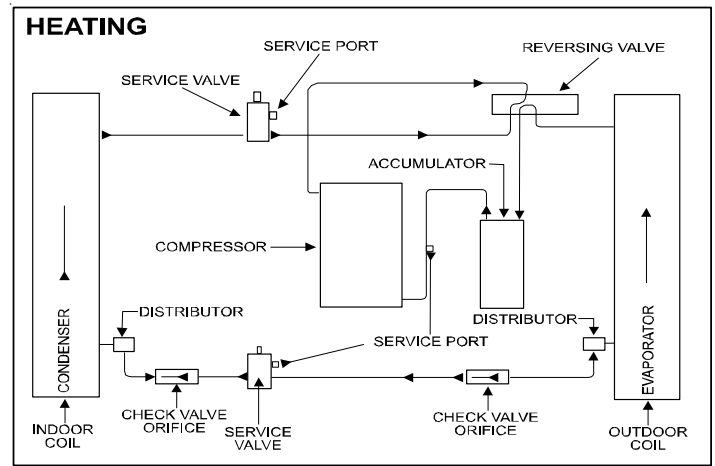 HEATING
SERVICE PORT
REVERSING VALVE
SERVICE VALVE
ACCUMULATOR
COMPRESSOR
DISTRIBUTOR
DISTRIBUTOR
SERVICE PORT
CONDENSER
EVAPORATOR
CHECK VALVE
ORIFICE
CHECK VALVE
ORIFICE
INDOOR
COIL
SERVICE
VALVE
OUTDOOR
COIL